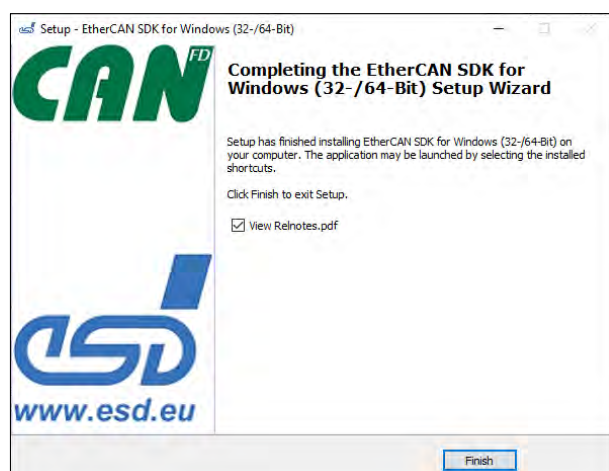 Setup - EtherCAN SDK for Windows (32-/64-Bit)
CAN FD
Completing the EtherCAN SDK for
Windows (32-/64-Bit) Setup Wizard
Setup has finished installing EtherCAN SDK for Windows (32-/64-Bit) on
your computer. The application may be launched by selecting the installed
shortcuts.
Click Finish to exit Setup.
View Relnotes.pdf
esd
www.esd.eu
Finish